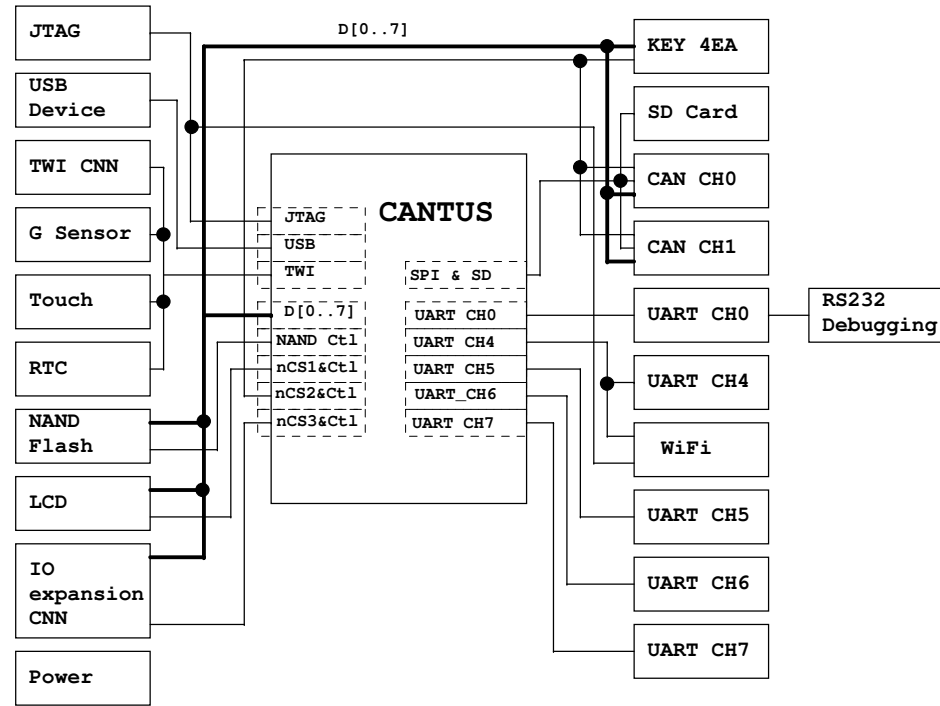 JTAG
USB
Device
TWI CNN
G Sensor
Touch
RTC
NAND
Flash
LCD
IO
expansion
CNN
Power
D[0..7]
CANTUS
JTAG
USB
TWI
D[0..7]
NAND Ctl
nCS1&Ctl
nCS2&Ctl
nCS3&Ctl
SPI & SD
UART CH0
UART CH4
UART CH5
UART_CH6
UART CH7
KEY 4EA
SD Card
CAN CH0
CAN CH1
UART CH0
UART CH4
WiFi
UART CH5
UART CH6
UART CH7
RS232
Debugging